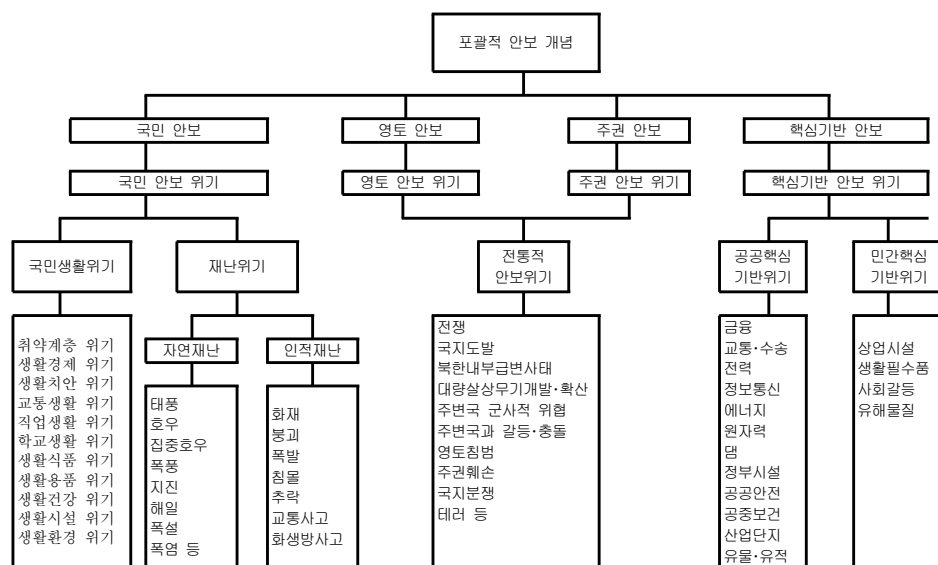 포괄적 안보 개념
국민 안보
영토 안보
주권 안보
핵심기반 안보
국민 안보 위기
영토 안보 위기
주권 안보 위기
핵심기반 안보 위기
국민생활위기
재난위기
전통적
안보위기
공공핵심
기반위기
민간핵심
기반위기
취약계층 위기
생활경제 위기
생활치안 위기
교통생활 위기
직업생활 위기
학교생활 위기
생활식품 위기
생활용품 위기
생활건강 위기
생활시설 위기
생활환경 위기
자연재난
태풍
호우
집중호우
폭풍
지진
해일
폭설
폭염 등
인적재난
화재
붕괴
폭발
침몰
추락
교통사고
화생방사고
전쟁
국지도발
북한내부급변사태
대량살상무기개발·확산
주변국 군사적 위협
주변국과 갈등·충돌
영토침범
주권훼손
국지분쟁
테러 등
금융
교통·수송
전력
정보통신
에너지
원자력
댐
정부시설
공공안전
공중보건
산업단지
유물·유적
상업시설
생활필수품
사회갈등
유해물질